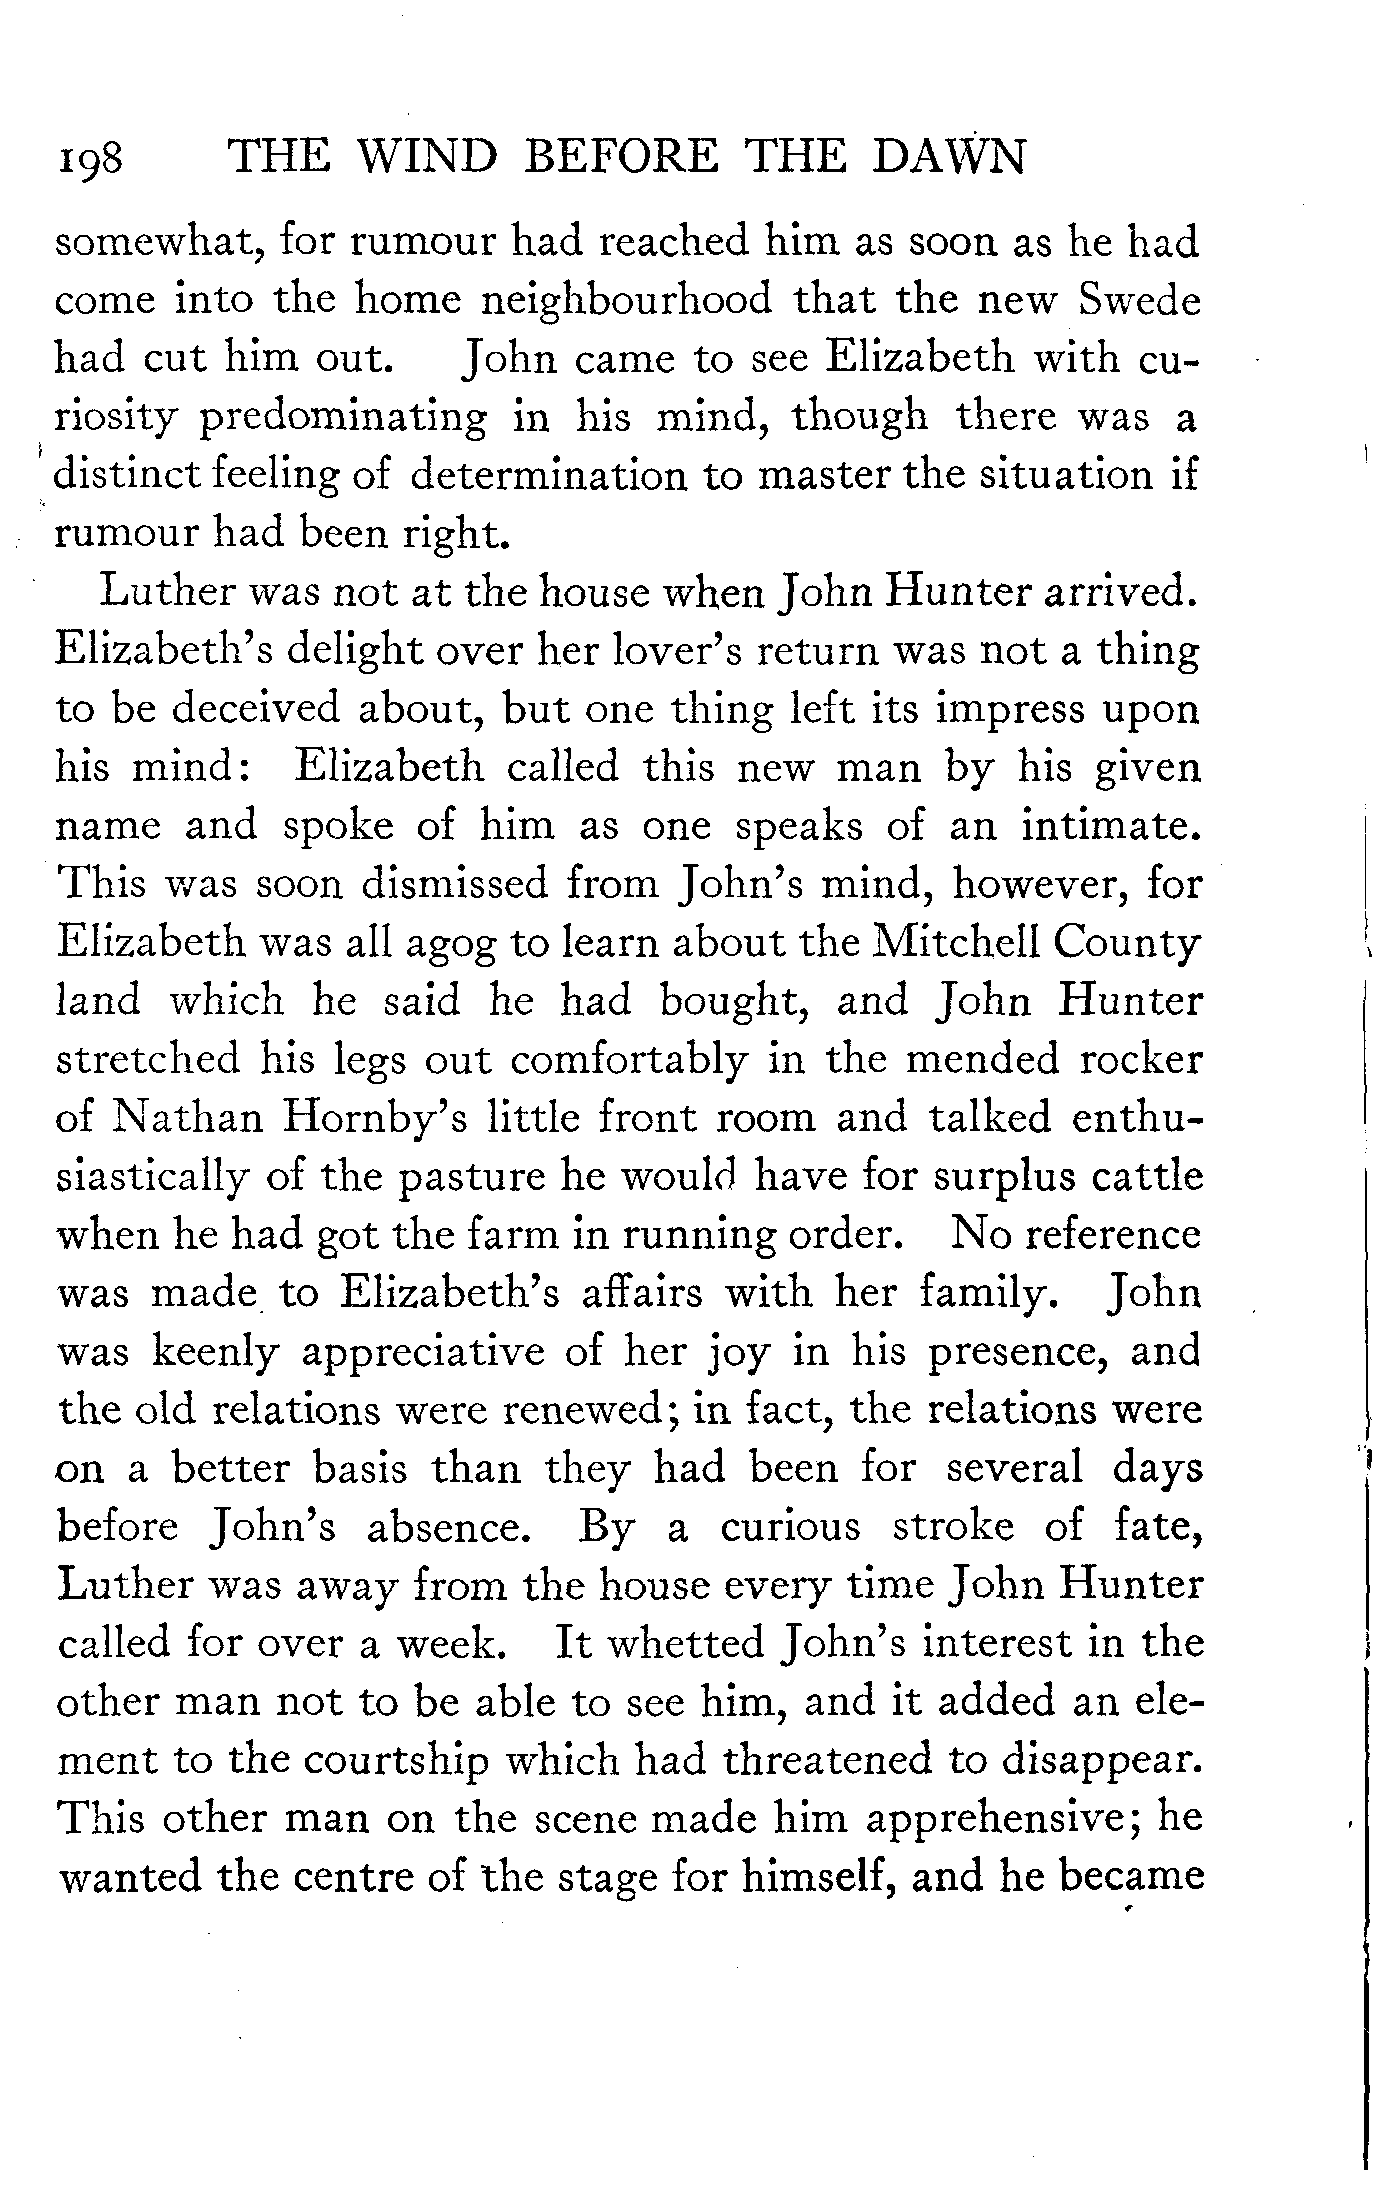 198 THE WIND BEFORE THE DAWN
somewhat, for rumour had reached him as soon as he had
come into the home neighbourhood that the new Swede
had cut him out. John came to see Elizabeth with cu-
riosity predominating in his mind, though there was a
distinct feeling of determination to master the situation if
rumour had been right.
Luther was not at the house when John Hunter arrived.
Elizabeth's delight over her lover's return was not a thing
to be deceived about, but one thing left its impress upon
his mind: Elizabeth called this new man by his given
name and spoke of him as one speaks of an intimate.
This was soon dismissed from John's mind, however, for
Elizabeth was all agog to learn about the Mitchell County
land which he said he had bought, and John Hunter
stretched his legs out comfortably in the mended rocker
of Nathan Hornby's little front room and talked enthu-
siastically of the pasture he would have for surplus cattle
when he had got the farm in running order. No reference
was made to Elizabeth's affairs with her family. John
was keenly appreciative of her joy in his presence, and
the old relations were renewed; in fact, the relations were
on a better basis than they had been for several days
before John's absence. By a curious stroke of fate,
Luther was away from the house every time John Hunter
called for over a week. It whetted John's interest in the
other man not to be able to see him, and it added an ele-
ment to the courtship which had threatened to disappear.
This other man on the scene made him apprehensive; he
wanted the centre of the stage for himself, and he became